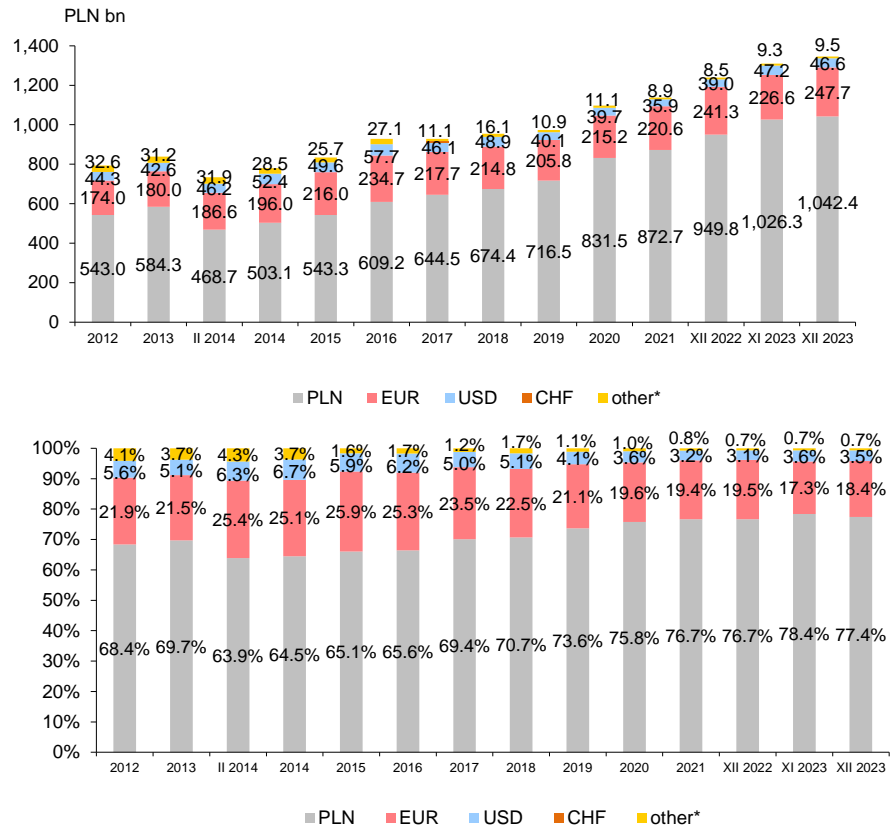 PLN bn
1,400
1,200
1,000
800
600
400
200
0
32.6 31.2 31.9 28.5 25.7 27.1 11.1 16.1 10.9 11.1 8.9 8.5 9.3 9.5
44.3 42.6 46.2 52.4 49.6 57.7 46.1 48.9 40.1 39.7 35.9 39.0 47.2 46.6
174.0 180.0 186.6 196.0 216.0 234.7 217.7 214.8 205.8 215.2 220.6 241.3 226.6 247.7
543.0 584.3 468.7 503.1 543.3 609.2 644.5 674.4 716.5 831.5 872.7 949.8 1,026.3 1,042.4
2012 2013 II 2014 2014 2015 2016 2017 2018 2019 2020 2021 XII 2022 XI 2023 XII 2023
PLN EUR USD CHF other*
100%
90%
80%
70%
60%
50%
40%
30%
20%
10%
0%
4.1% 3.7% 4.3% 3.7% 1.6% 1.7% 1.2% 1.7% 1.1% 1.0% 0.8% 0.7% 0.7% 0.7%
5.6% 5.1% 6.3% 6.7% 5.9% 6.2% 5.0% 5.1% 4.1% 3.6% 3.2% 3.1% 3.6% 3.5%
21.9% 21.5% 25.4% 25.1% 25.9% 25.3% 23.5% 22.5% 21.1% 19.6% 19.4% 19.5% 17.3% 18.4%
68.4% 69.7% 63.9% 64.5% 65.1% 65.6% 69.4% 70.7% 73.6% 75.8% 76.7% 76.7% 78.4% 77.4%
2012 2013 II 2014 2014 2015 2016 2017 2018 2019 2020 2021 XII 2022 XI 2023 XII 2023
PLN EUR USD CHF other*